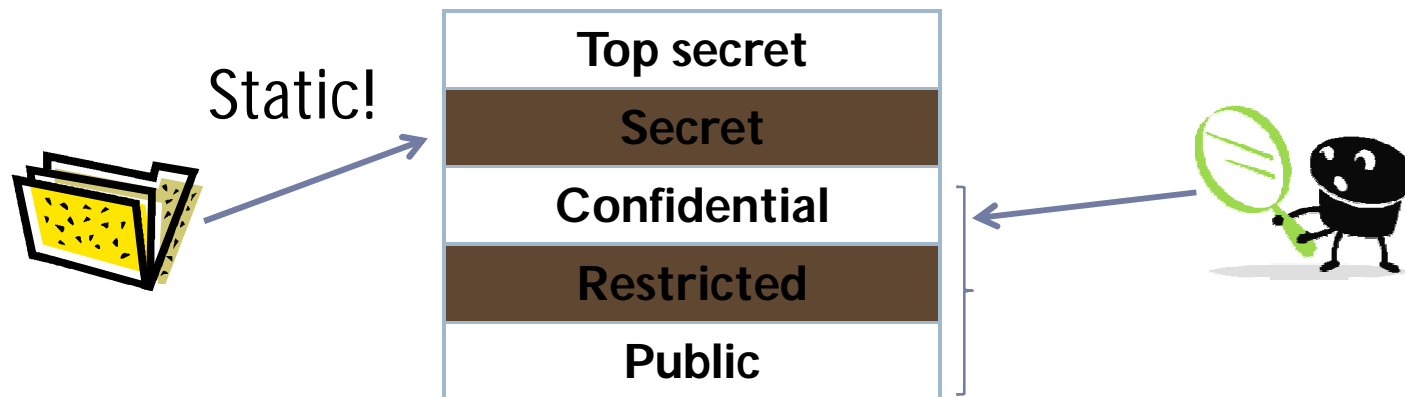 Static!
Top secret
Secret
Confidential
Restricted
Public